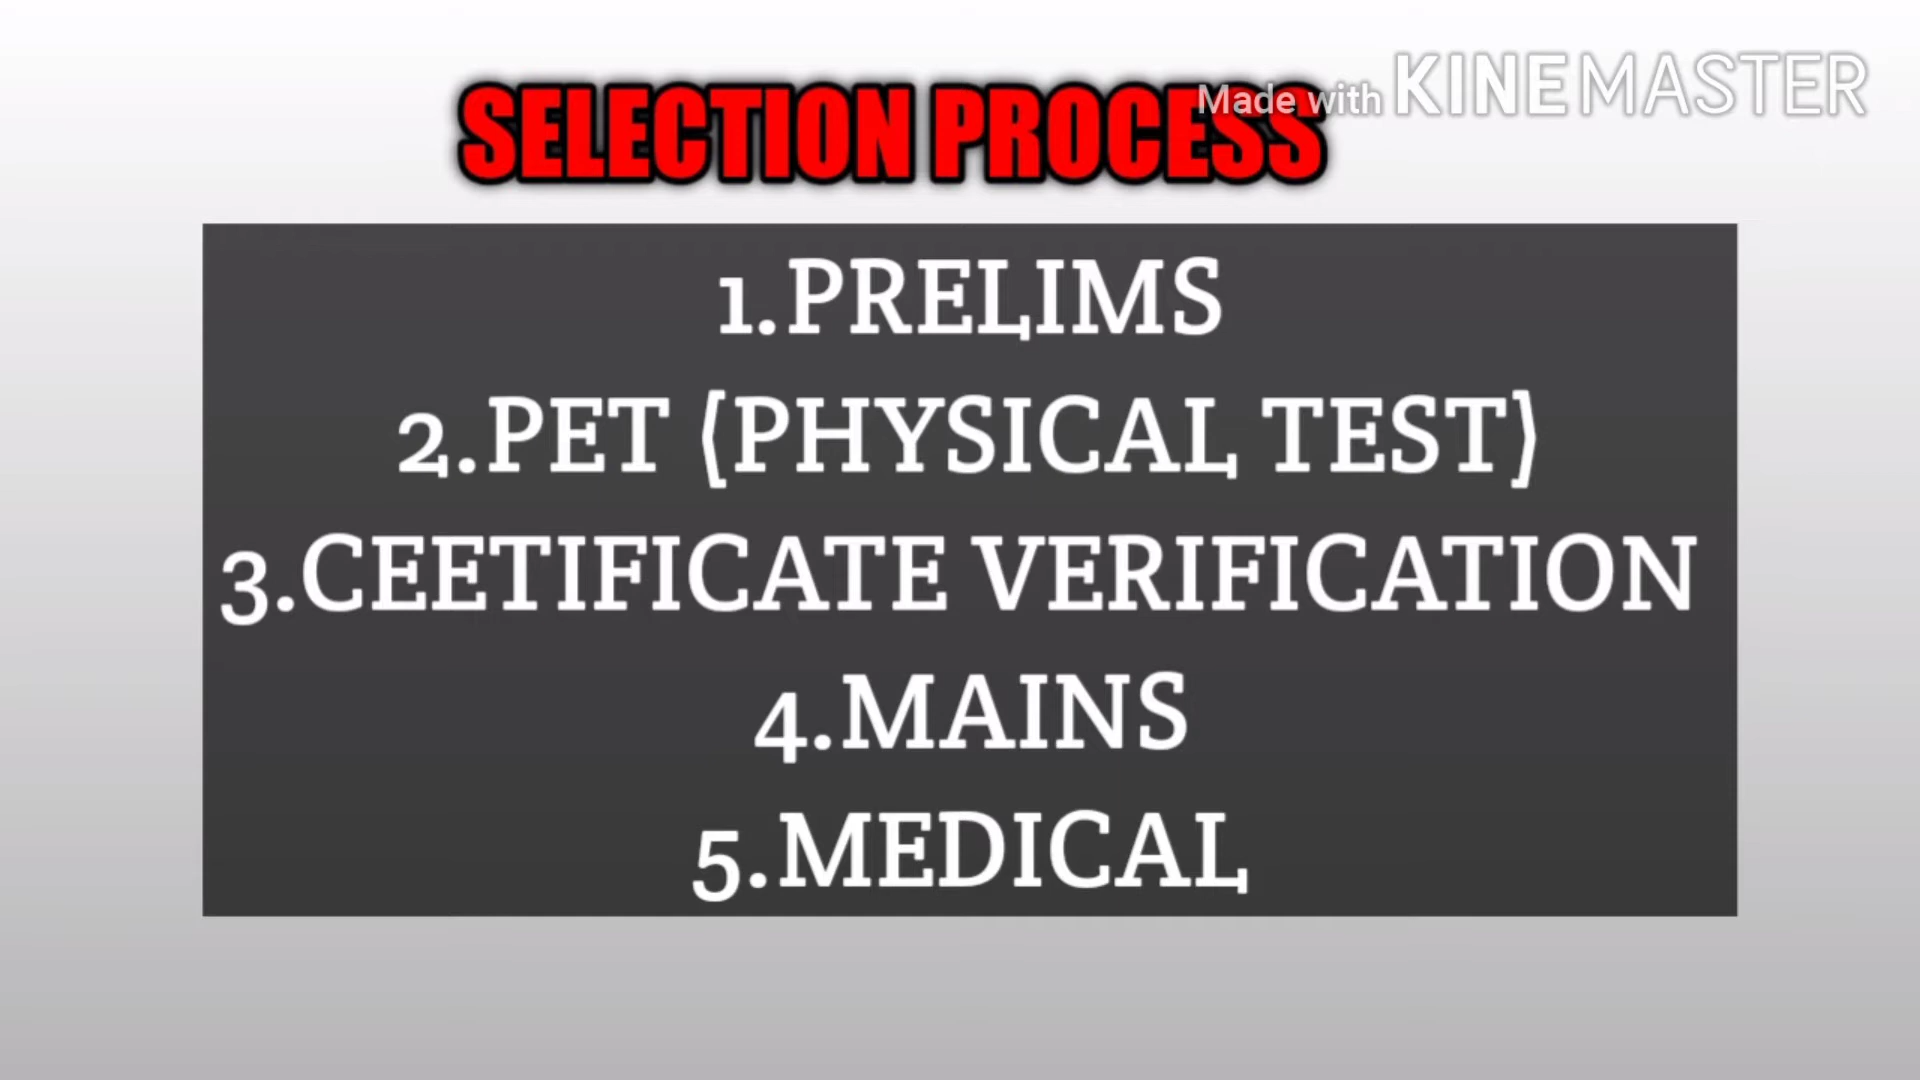 Made with KINEMASTER
SELECTION PROCESS
1.PRELIMS
2.PET (PHYSICAL TEST)
3.CEETIFICATE VERIFICATION
4.MAINS
5.MEDICAL